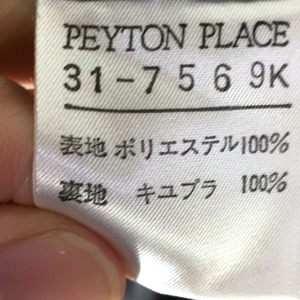 PEYTON PLACE
31-7569K
表地 ポリエステル100%
裏地 キユプラ 100%